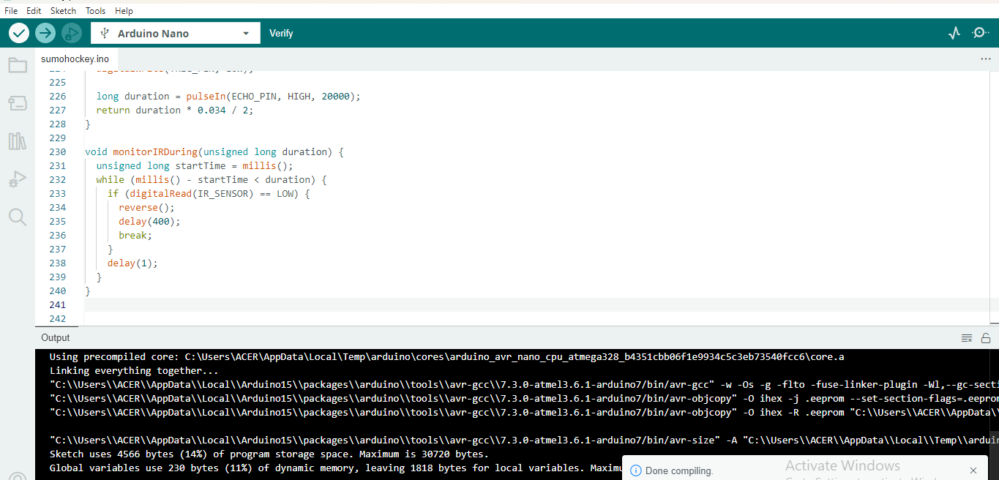 File Edit Sketch Tools Help
Arduino Nano
Verify
sumohockey.ino
225
226 long duration = pulseIn(ECHO_PIN, HIGH, 20000);
227 return duration * 0.034 / 2;
228 }
229
230 void monitorIRDuring(unsigned long duration) {
231 unsigned long startTime = millis();
232 while (millis() - startTime < duration) {
233 if (digitalRead(IR_SENSOR) == LOW) {
234 reverse();
235 delay(400);
236 break;
237 }
238 delay(1);
239 }
240 }
241
242
Output
Using precompiled core: C:\Users\ACER\AppData\Local\Temp\arduino\cores\arduino_avr_nano_cpu_atmega328_b4351cbb06f1e9934c5c3eb73540fcc6\core.a
Linking everything together...
"C:\\Users\\ACER\\AppData\\Local\\Arduino15\\packages\\arduino\\tools\\avr-gcc\\7.3.0-atmel3.6.1-arduino7/bin/avr-gcc" -w -Os -g -flto -fuse-linker-plugin -Wl,--gc-secti
"C:\\Users\\ACER\\AppData\\Local\\Arduino15\\packages\\arduino\\tools\\avr-gcc\\7.3.0-atmel3.6.1-arduino7/bin/avr-objcopy" -O ihex -j .eeprom --set-section-flags=.eeprom
"C:\\Users\\ACER\\AppData\\Local\\Arduino15\\packages\\arduino\\tools\\avr-gcc\\7.3.0-atmel3.6.1-arduino7/bin/avr-objcopy" -O ihex -R .eeprom "C:\\Users\\ACER\\AppData\\
"C:\\Users\\ACER\\AppData\\Local\\Arduino15\\packages\\arduino\\tools\\avr-gcc\\7.3.0-atmel3.6.1-arduino7/bin/avr-size" -A "C:\\Users\\ACER\\AppData\\Local\\Temp\\arduin
Sketch uses 4566 bytes (14%) of program storage space. Maximum is 30720 bytes.
Global variables use 230 bytes (11%) of dynamic memory, leaving 1818 bytes for local variables. Maximu
Done compiling.
Activate Windows